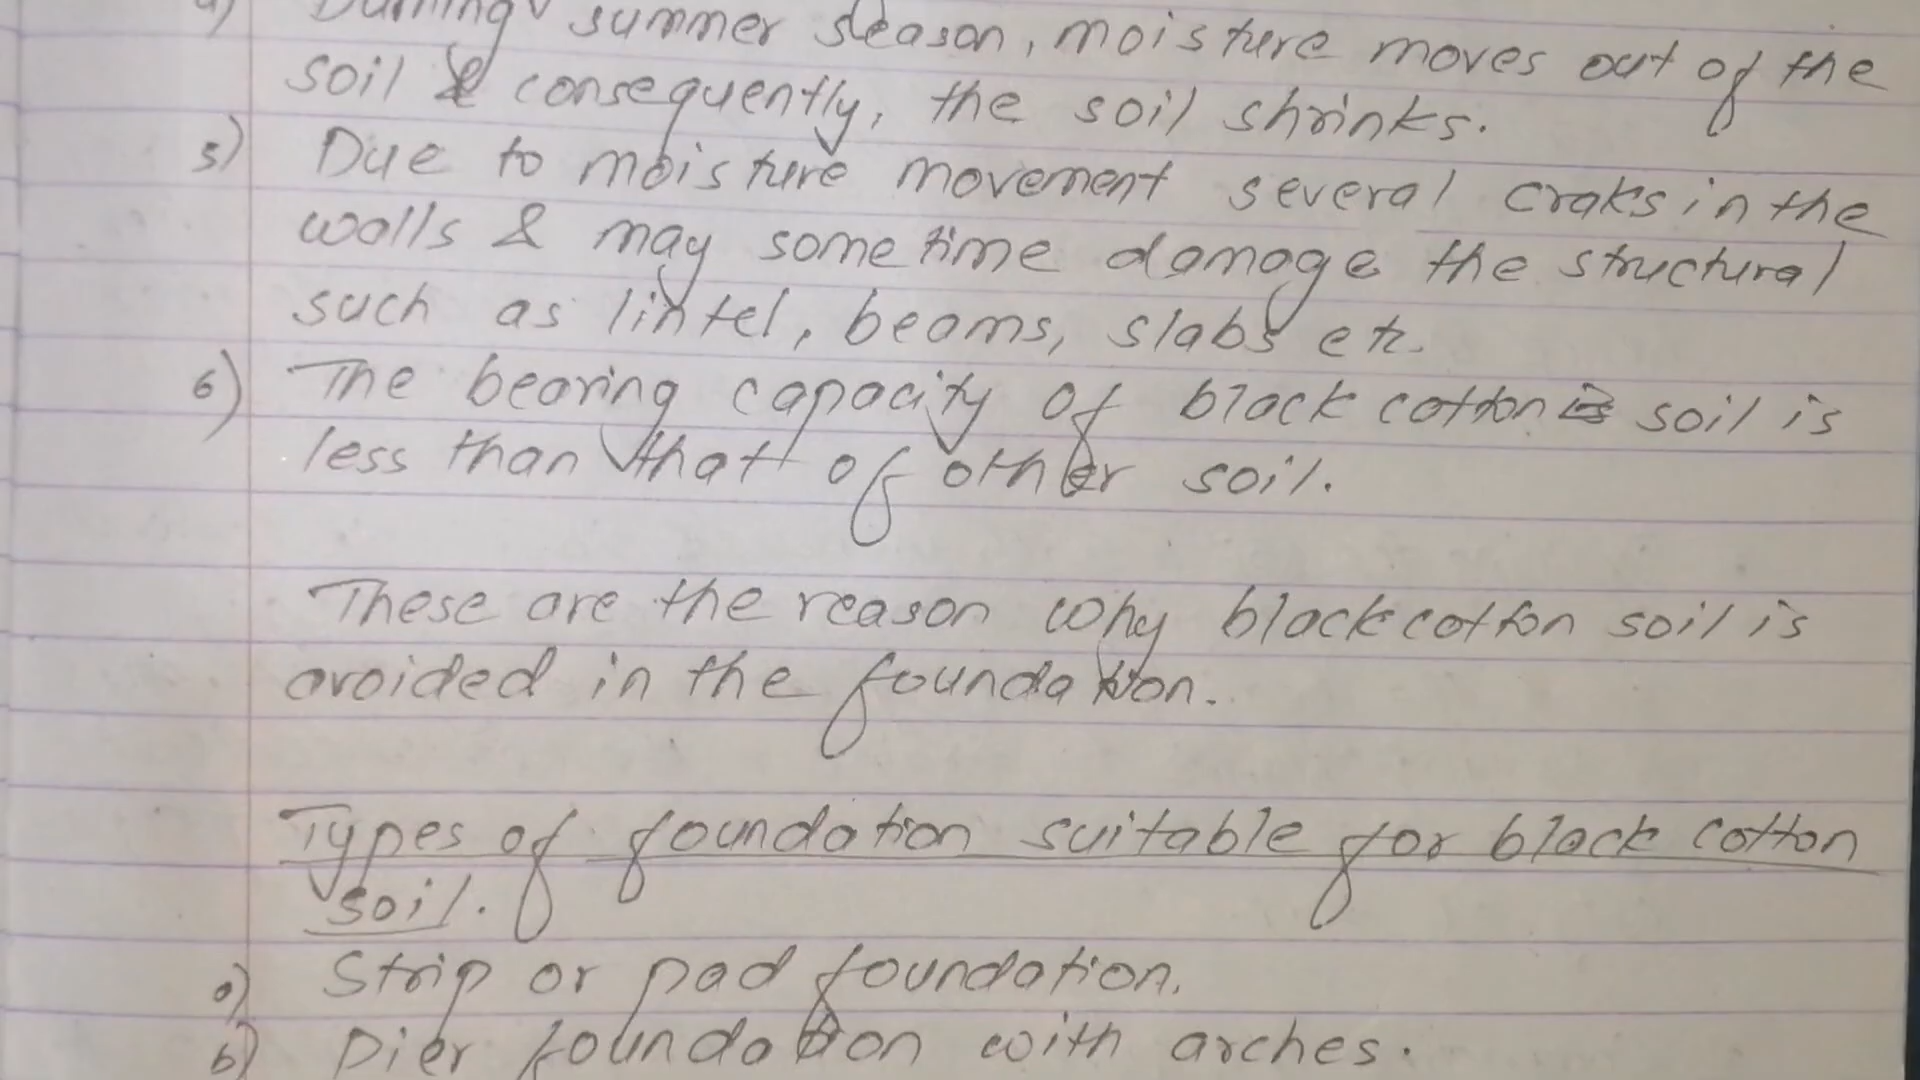 4) Durning summer season, moisture moves out of the
soil & consequently, the soil shrinks.
5) Due to moisture movement several craks in the
walls & may sometime damage the structural
such as lintel, beams, slabs etc.
6) The bearing capacity of black cotton is soil is
less than that of other soil.
These are the reason why black cotton soil is
avoided in the foundation.
Types of foundation suitable for black cotton
soil.
a) Strip or pad foundation.
b) Pier foundation with arches.